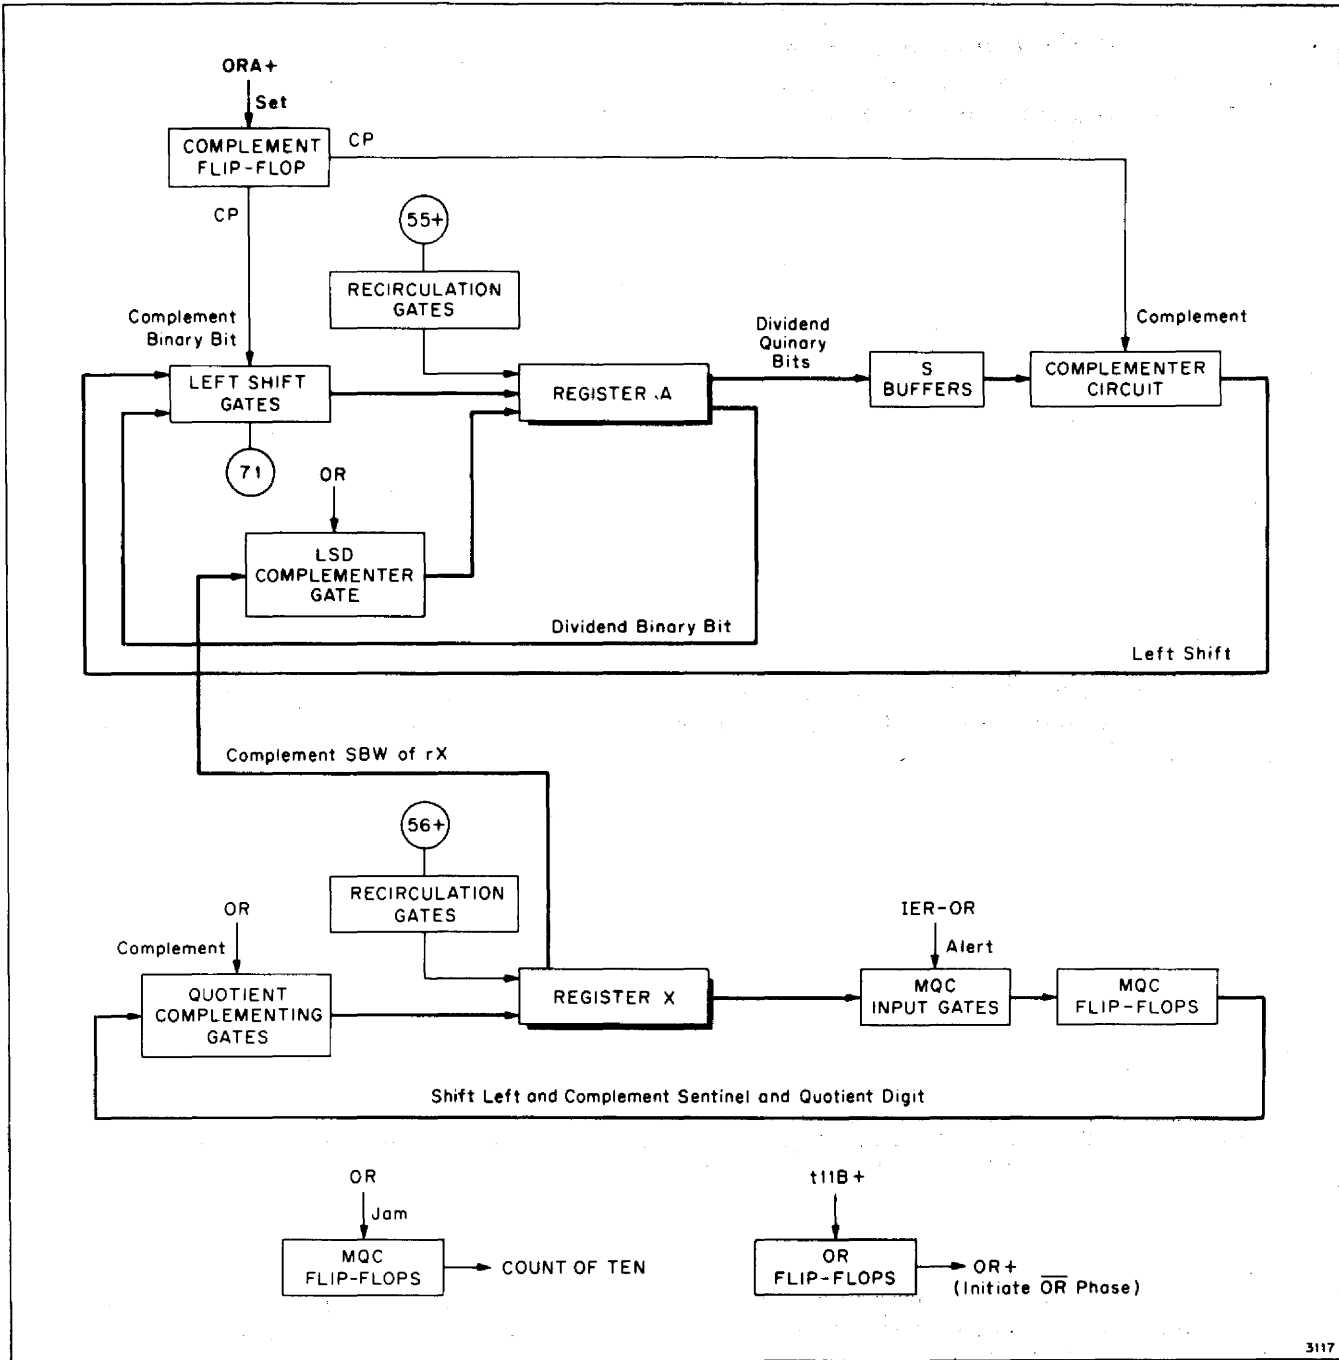 ORA+
Set
COMPLEMENT
FLIP-FLOP
CP
CP
55+
RECIRCULATION
GATES
Complement
Binary Bit
Dividend
Quinary
Bits
Complement
LEFT SHIFT
GATES
REGISTER A
S
BUFFERS
COMPLEMENTER
CIRCUIT
71
OR
LSD
COMPLEMENTER
GATE
Dividend Binary Bit
Left Shift
Complement SBW of rX
56+
RECIRCULATION
GATES
OR
Complement
IER-OR
Alert
QUOTIENT
COMPLEMENTING
GATES
REGISTER X
MQC
INPUT GATES
MQC
FLIP-FLOPS
Shift Left and Complement Sentinel and Quotient Digit
OR
Jam
MQC
FLIP-FLOPS
COUNT OF TEN
t11B+
OR
FLIP-FLOPS
OR+
(Initiate O̅R̅ Phase)
3117